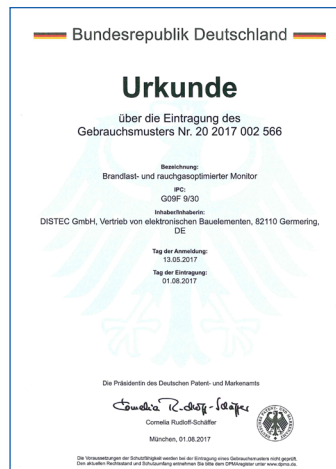 Bundesrepublik Deutschland
Urkunde
über die Eintragung des
Gebrauchsmusters Nr. 20 2017 002 566
Bezeichnung:
Brandlast- und rauchgasoptimierter Monitor
IPC:
G09F 9/30
Inhaber/Inhaberin:
DISTEC GmbH, Vertrieb von elektronischen Bauelementen, 82110 Germering,
DE
Tag der Anmeldung:
13.05.2017
Tag der Eintragung:
01.08.2017
Die Präsidentin des Deutschen Patent- und Markenamts
Cornelia Rudloff-Schäffer
Cornelia Rudloff-Schäffer
München, 01.08.2017
Die Voraussetzungen der Schutzfähigkeit werden bei der Eintragung eines Gebrauchsmusters nicht geprüft.
Den aktuellen Rechtsstand und Schutzumfang entnehmen Sie bitte dem DPMAregister unter www.dpma.de.